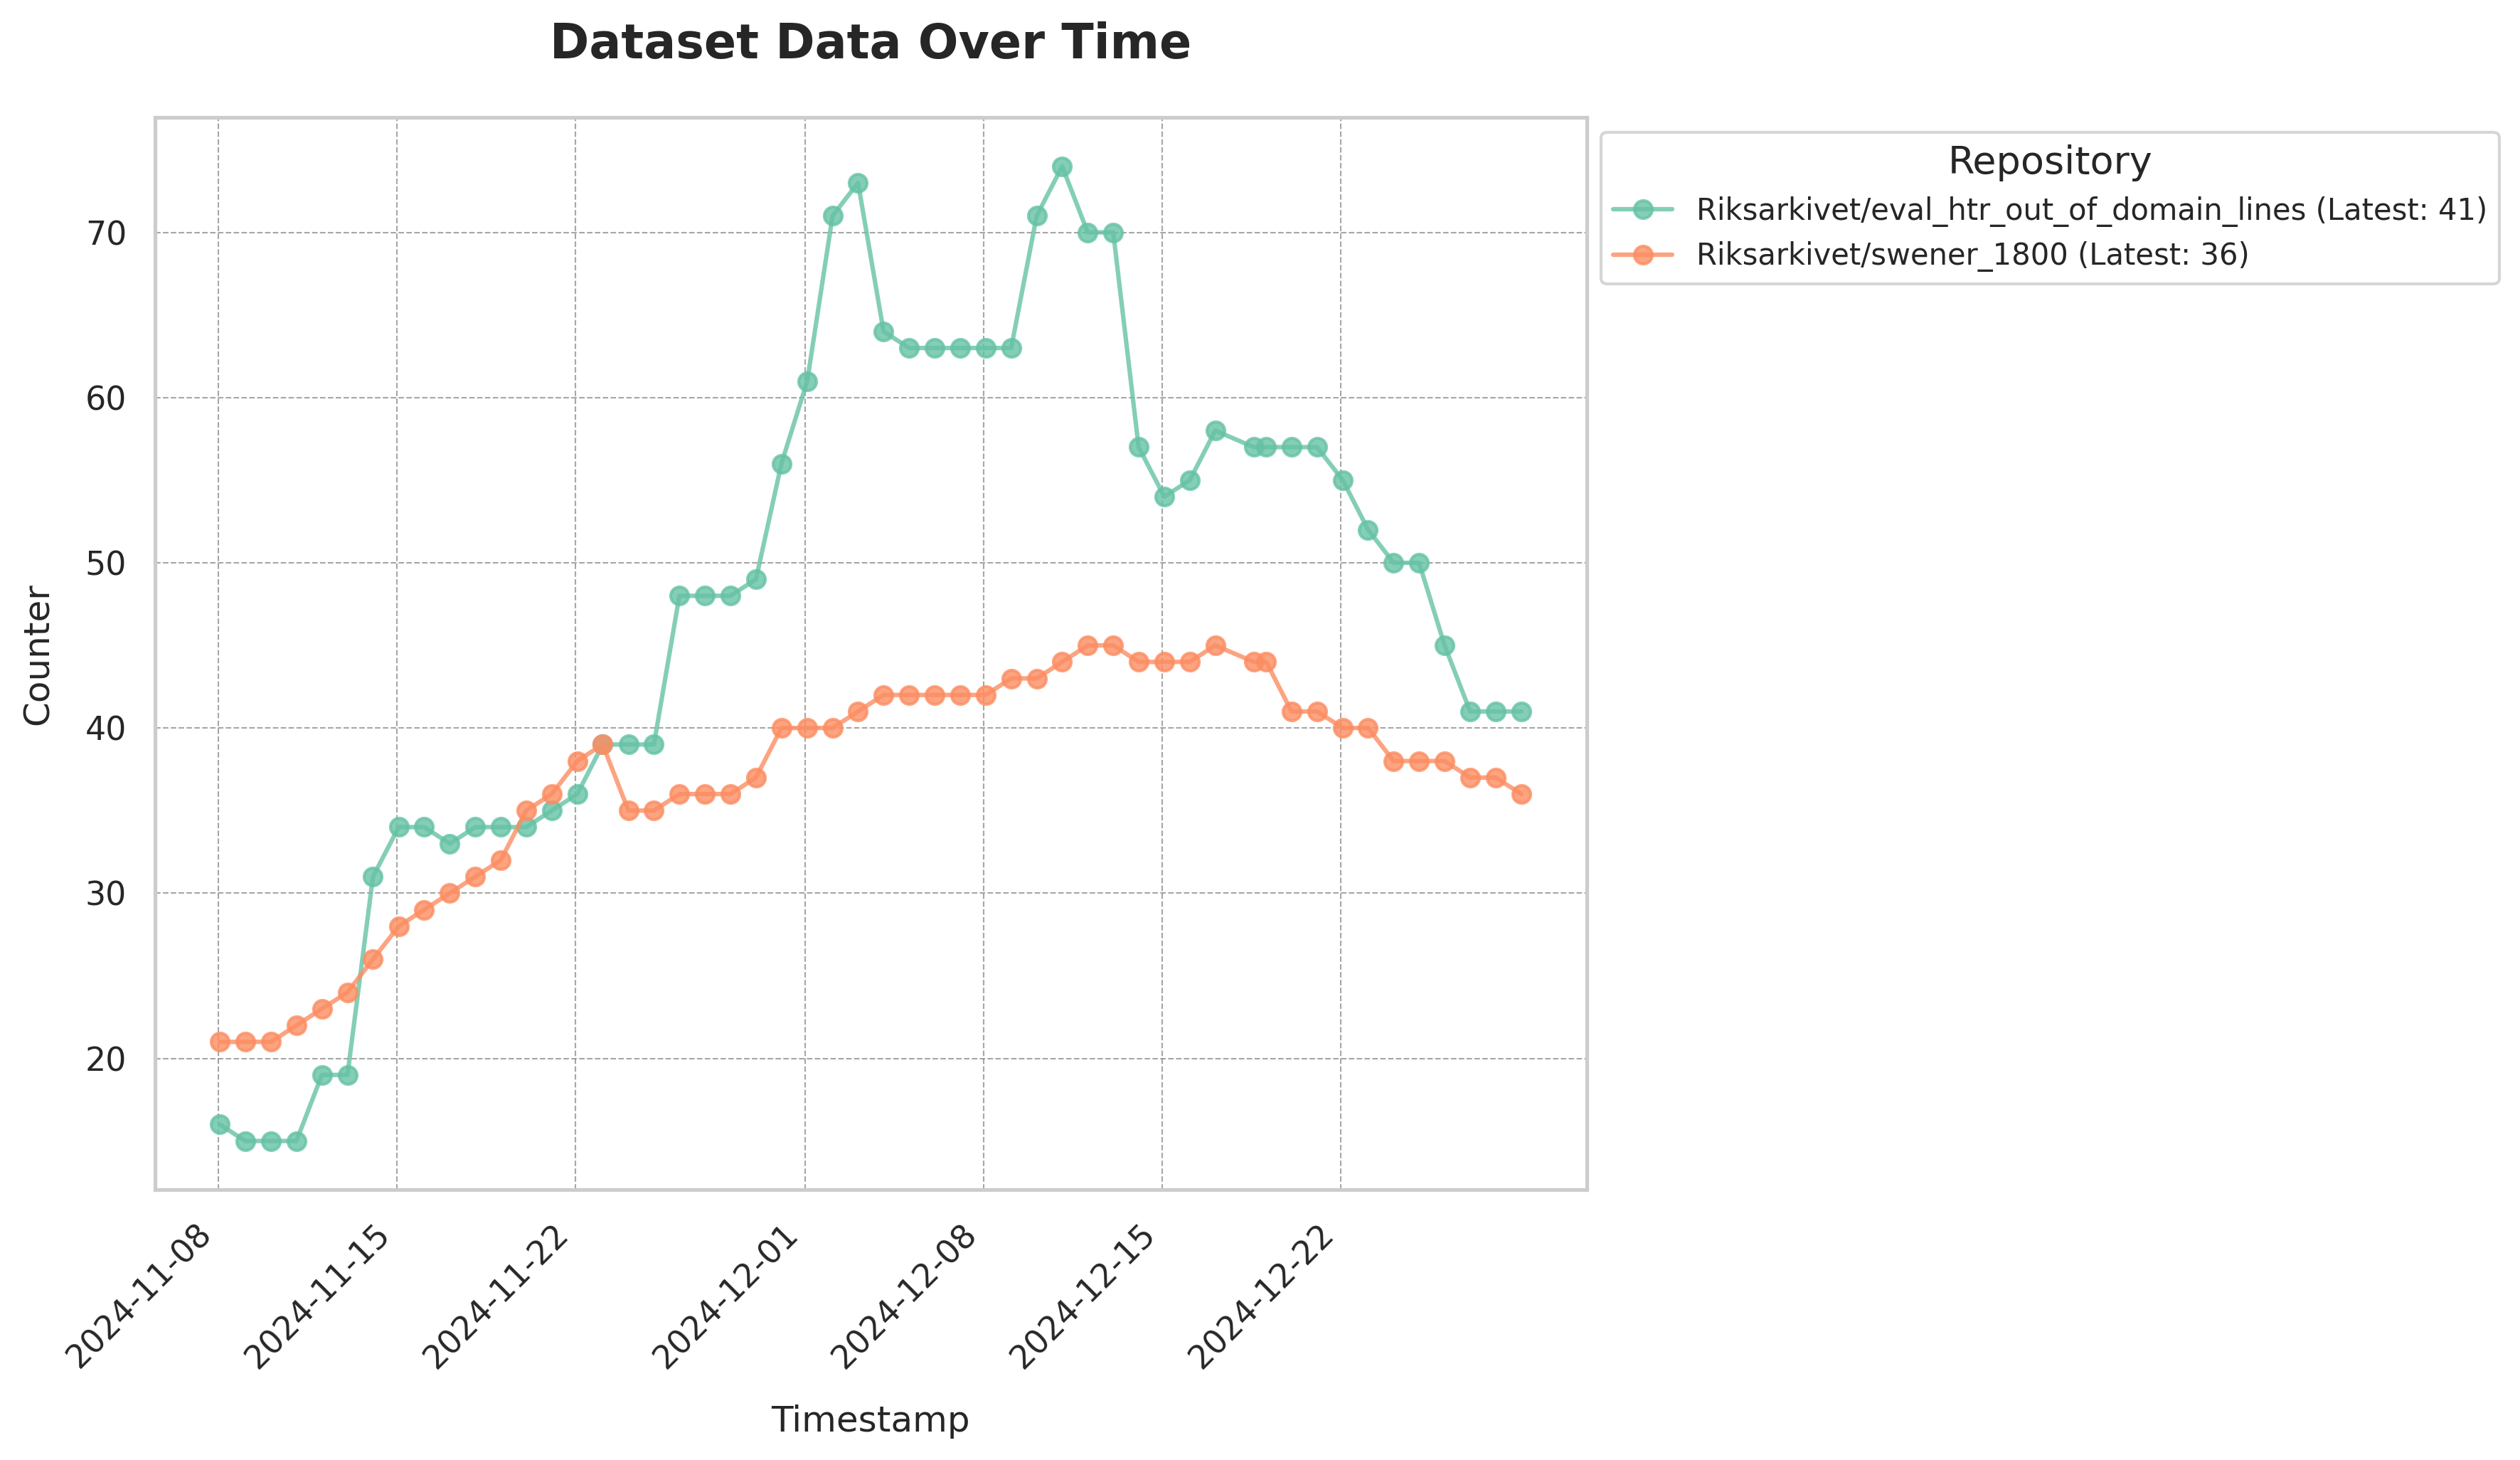 Dataset Data Over Time
Repository
Riksarkivet/eval_htr_out_of_domain_lines (Latest: 41)
Riksarkivet/swener_1800 (Latest: 36)
Counter
70
60
50
40
30
20
2024-11-08
2024-11-15
2024-11-22
2024-12-01
2024-12-08
2024-12-15
2024-12-22
Timestamp